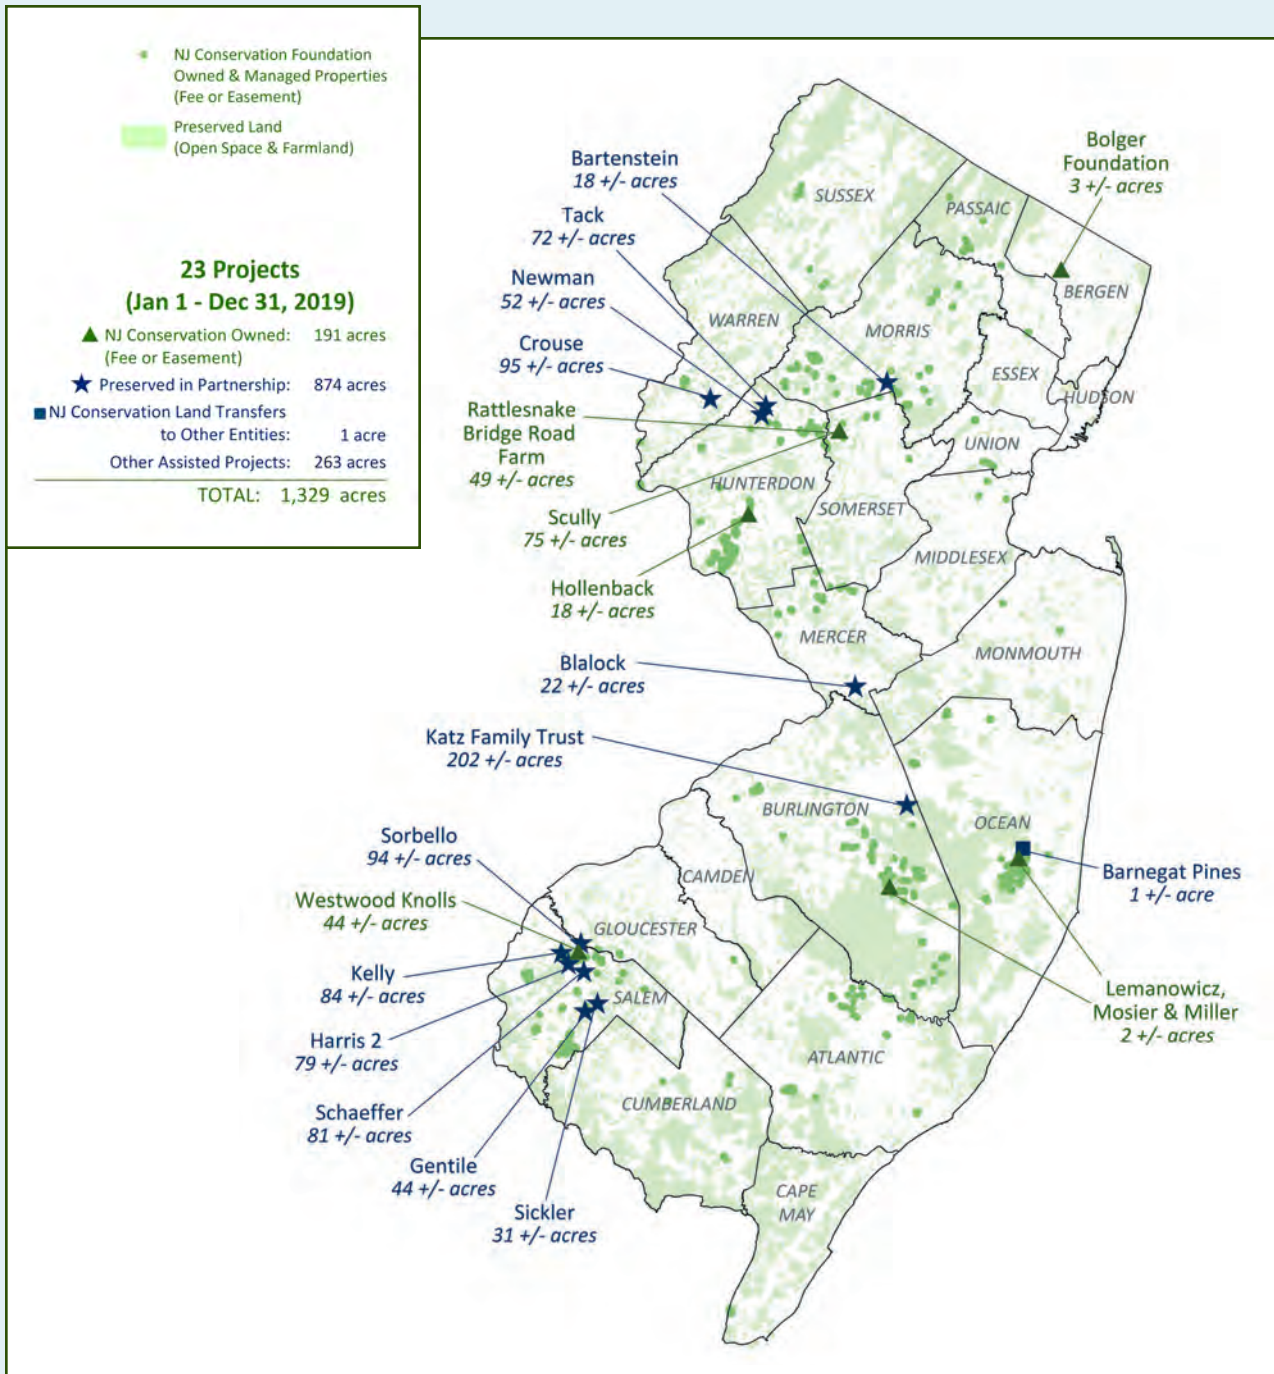 NJ Conservation Foundation
Owned & Managed Properties
(Fee or Easement)
Preserved Land
(Open Space & Farmland)
23 Projects
(Jan 1 - Dec 31, 2019)
NJ Conservation Owned: 191 acres
(Fee or Easement)
Preserved in Partnership: 874 acres
NJ Conservation Land Transfers
to Other Entities: 1 acre
Other Assisted Projects: 263 acres
TOTAL: 1,329 acres
Bartenstein
18 +/- acres
Tack
72 +/- acres
Newman
52 +/- acres
Crouse
95 +/- acres
Rattlesnake
Bridge Road
Farm
49 +/- acres
Scully
75 +/- acres
Hollenback
18 +/- acres
Blalock
22 +/- acres
Katz Family Trust
202 +/- acres
Sorbello
94 +/- acres
Westwood Knolls
44 +/- acres
Kelly
84 +/- acres
Harris 2
79 +/- acres
Schaeffer
81 +/- acres
Gentile
44 +/- acres
Sickler
31 +/- acres
Bolger
Foundation
3 +/- acres
Barnegat Pines
1 +/- acre
Lemanowicz,
Mosier & Miller
2 +/- acres
SUSSEX
PASSAIC
BERGEN
WARREN
MORRIS
ESSEX
HUDSON
UNION
HUNTERDON
SOMERSET
MIDDLESEX
MERCER
MONMOUTH
BURLINGTON
OCEAN
CAMDEN
GLOUCESTER
SALEM
ATLANTIC
CUMBERLAND
CAPE
MAY